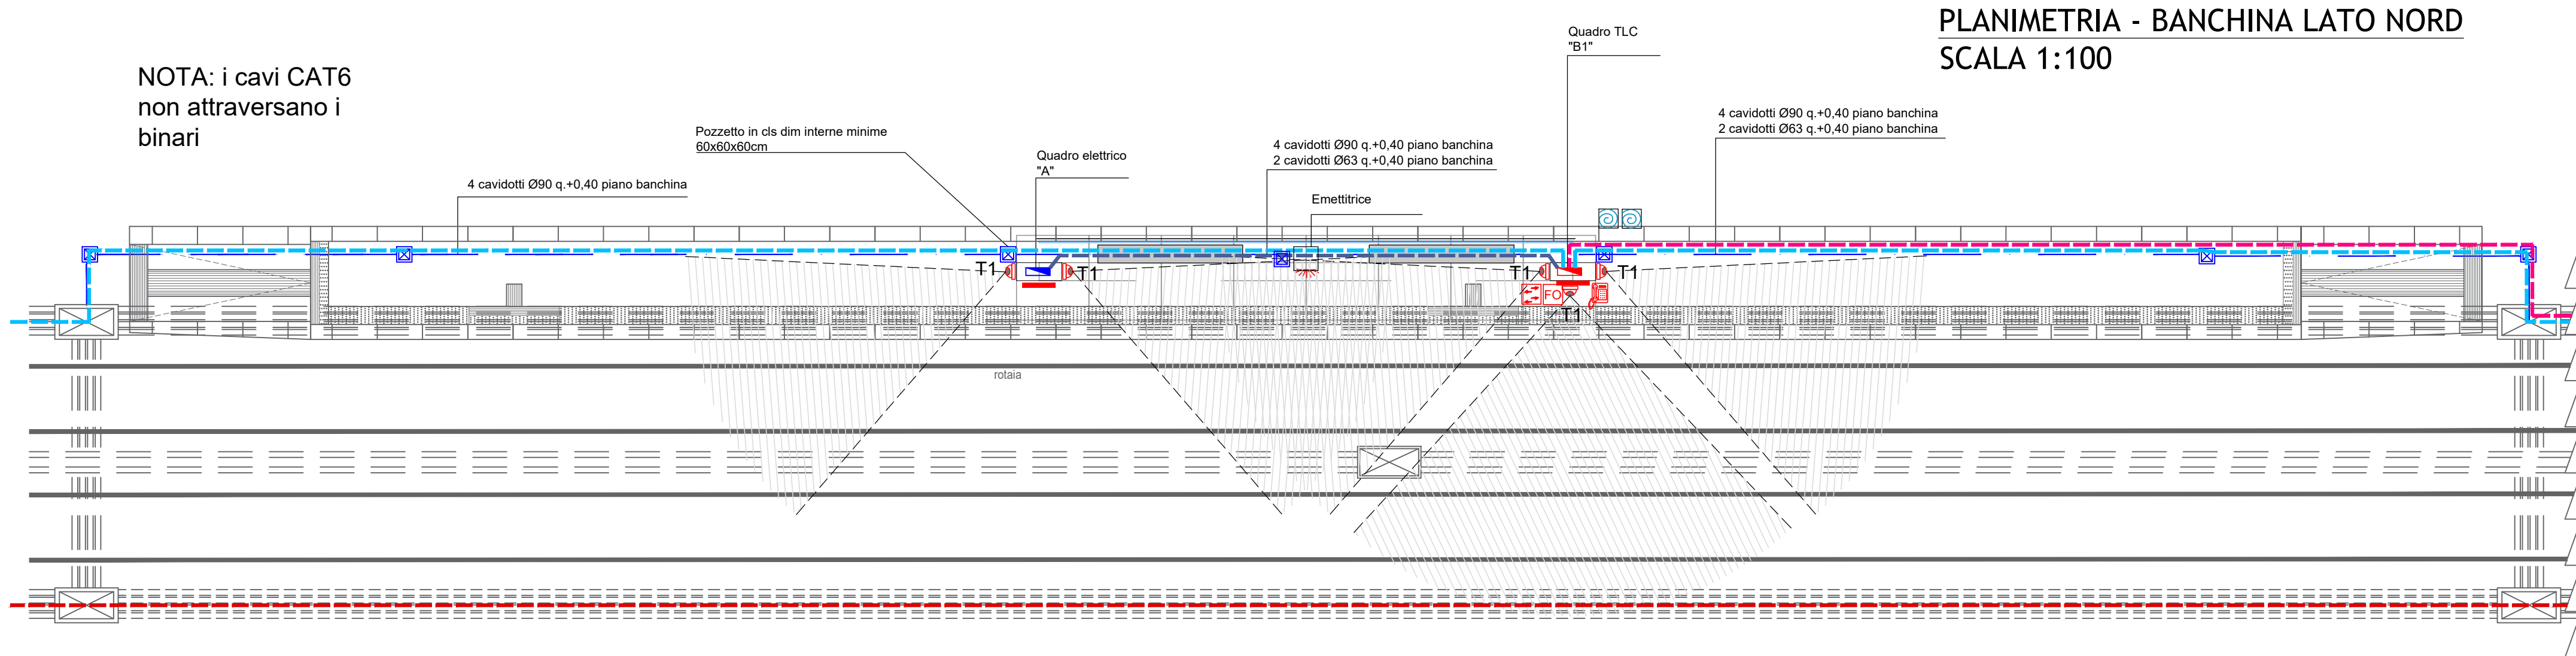 PLANIMETRIA - BANCHINA LATO NORD
SCALA 1:100
NOTA: i cavi CAT6
non attraversano i
binari
Quadro TLC
"B1"
4 cavidotti Ø90 q.+0,40 piano banchina
2 cavidotti Ø63 q.+0,40 piano banchina
Pozzetto in cls dim interne minime
60x60x60cm
4 cavidotti Ø90 q.+0,40 piano banchina
2 cavidotti Ø63 q.+0,40 piano banchina
Quadro elettrico
"A"
4 cavidotti Ø90 q.+0,40 piano banchina
Emettitrice
T1
T1
T1
T1
FO
T1
rotaia